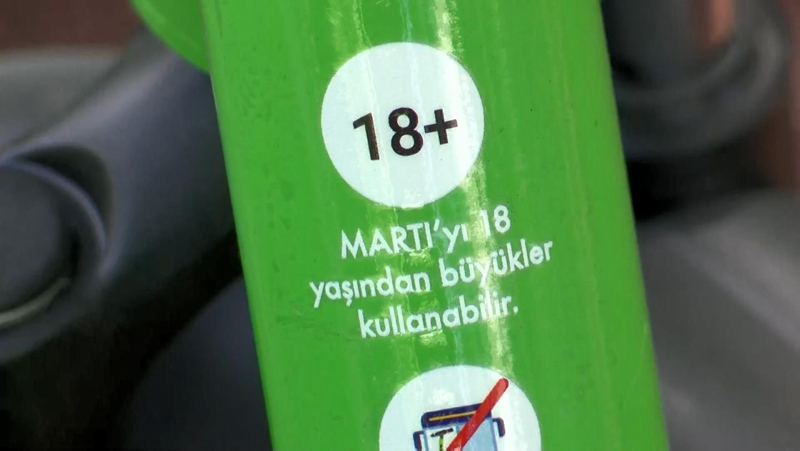 18+
MARTI'yı 18
yaşından büyükler
kullanabilir.